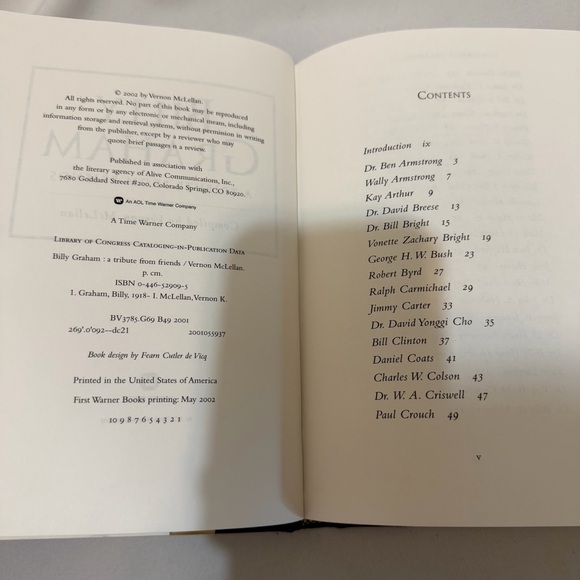 © 2002 by Vernon McLellan.
All rights reserved. No part of this book may be reproduced
in any form or by any electronic or mechanical means, including
information storage and retrieval systems, without permission in writing
from the publisher, except by a reviewer who may
quote brief passages in a review.
Published in association with
the literary agency of Alive Communications, Inc.,
7680 Goddard Street #200, Colorado Springs, CO 80920.
An AOL Time Warner Company
A Time Warner Company
Library of Congress Cataloging-in-Publication Data
Billy Graham : a tribute from friends / Vernon McLellan.
p. cm.
ISBN 0-446-52909-5
1. Graham, Billy, 1918- I. McLellan, Vernon K.
BV3785.G69 B49 2001
269'.0'092—dc21 2001055937
Book design by Fearn Cutler de Vicq
Printed in the United States of America
First Warner Books printing: May 2002
10 9 8 7 6 5 4 3 2 1
Contents
Introduction ix
Dr. Ben Armstrong 3
Wally Armstrong 7
Kay Arthur 9
Dr. David Breese 13
Dr. Bill Bright 15
Vonette Zachary Bright 19
George H. W. Bush 23
Robert Byrd 27
Ralph Carmichael 29
Jimmy Carter 33
Dr. David Yonggi Cho 35
Bill Clinton 37
Daniel Coats 41
Charles W. Colson 43
Dr. W. A. Criswell 47
Paul Crouch 49
v